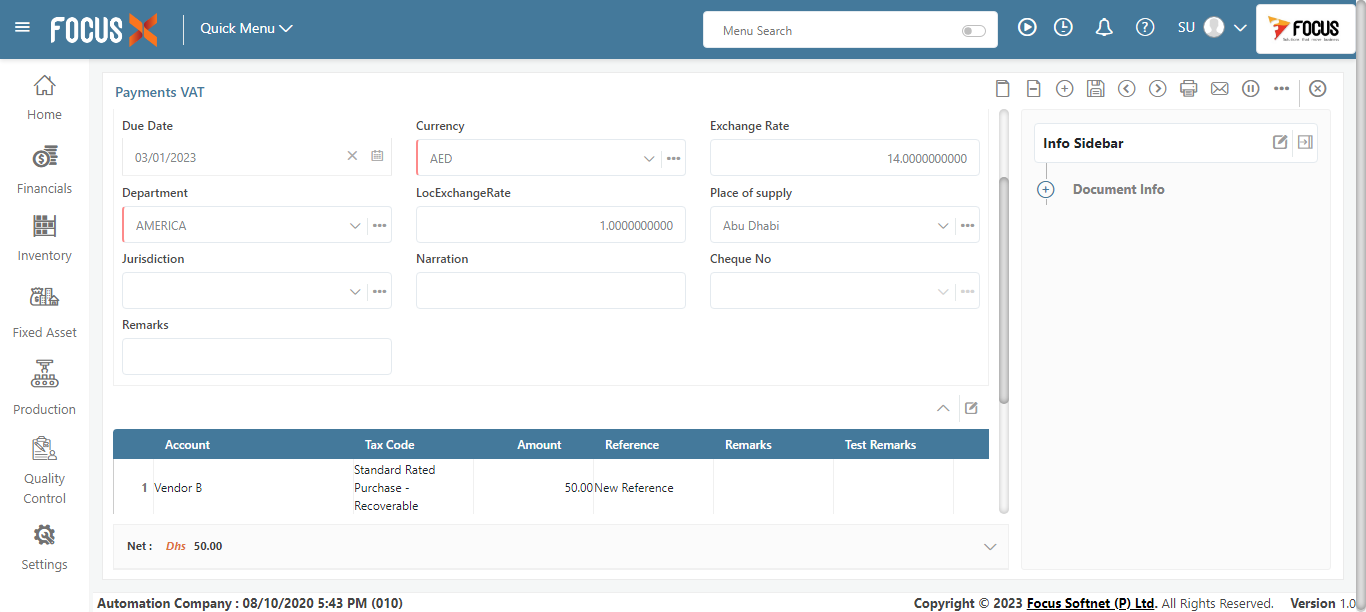 FOCUS X
Quick Menu
Menu Search
SU
FOCUS
Home
Financials
Inventory
Fixed Asset
Production
Quality
Control
Settings
Payments VAT
Due Date
Currency
Exchange Rate
03/01/2023
AED
14.0000000000
Department
LocExchangeRate
Place of supply
AMERICA
1.0000000000
Abu Dhabi
Jurisdiction
Narration
Cheque No
Remarks
Info Sidebar
Document Info
Account Tax Code Amount Reference Remarks Test Remarks
1 Vendor B Standard Rated Purchase - Recoverable 50.00 New Reference
Net : Dhs 50.00
Automation Company : 08/10/2020 5:43 PM (010)
Copyright © 2023 Focus Softnet (P) Ltd. All Rights Reserved. Version 1.0